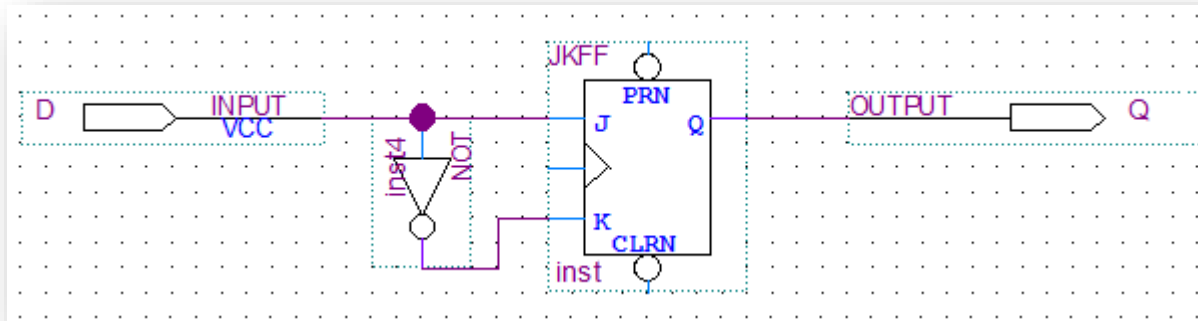 JKFF
D
INPUT
VCC
PRN
OUTPUT
Q
J
Q
inst4
NOT
K
CLRN
inst